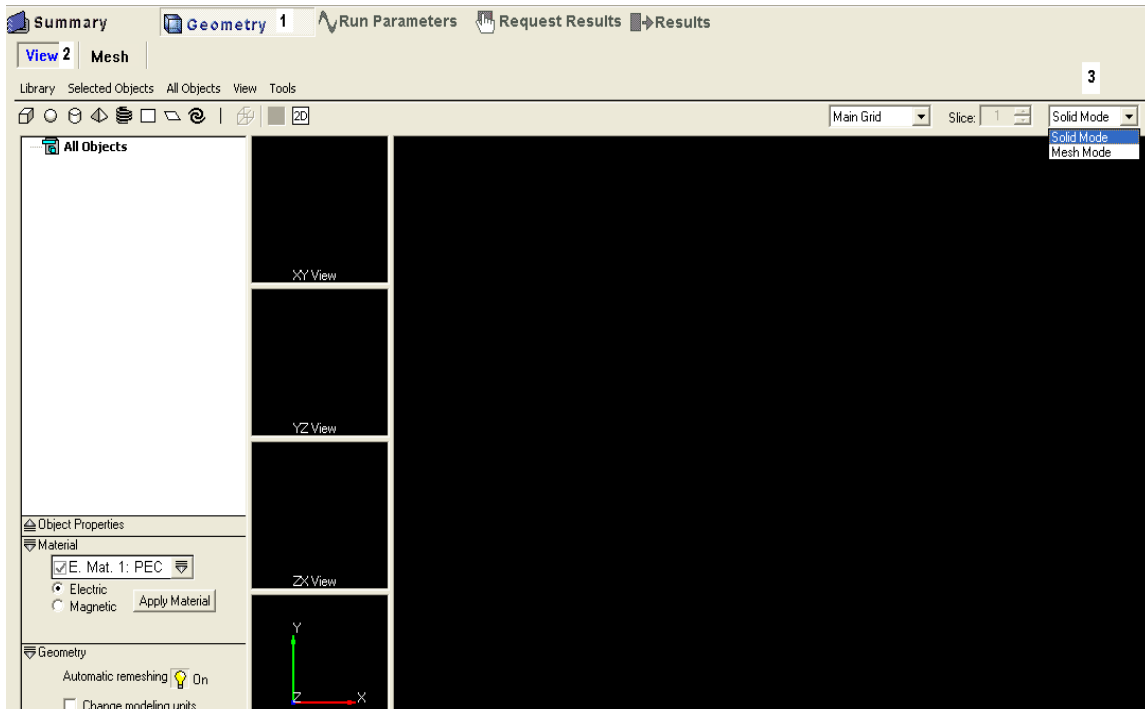 Summary Geometry 1 Run Parameters Request Results Results
View 2 Mesh
3
Library Selected Objects All Objects View Tools
2D Main Grid Slice: 1 Solid Mode
Solid Mode
Mesh Mode
All Objects
XY View
YZ View
ZX View
Object Properties
Material
E. Mat. 1: PEC
Electric
Magnetic
Apply Material
Geometry
Automatic remeshing On
Change modeling units
Y
Z X